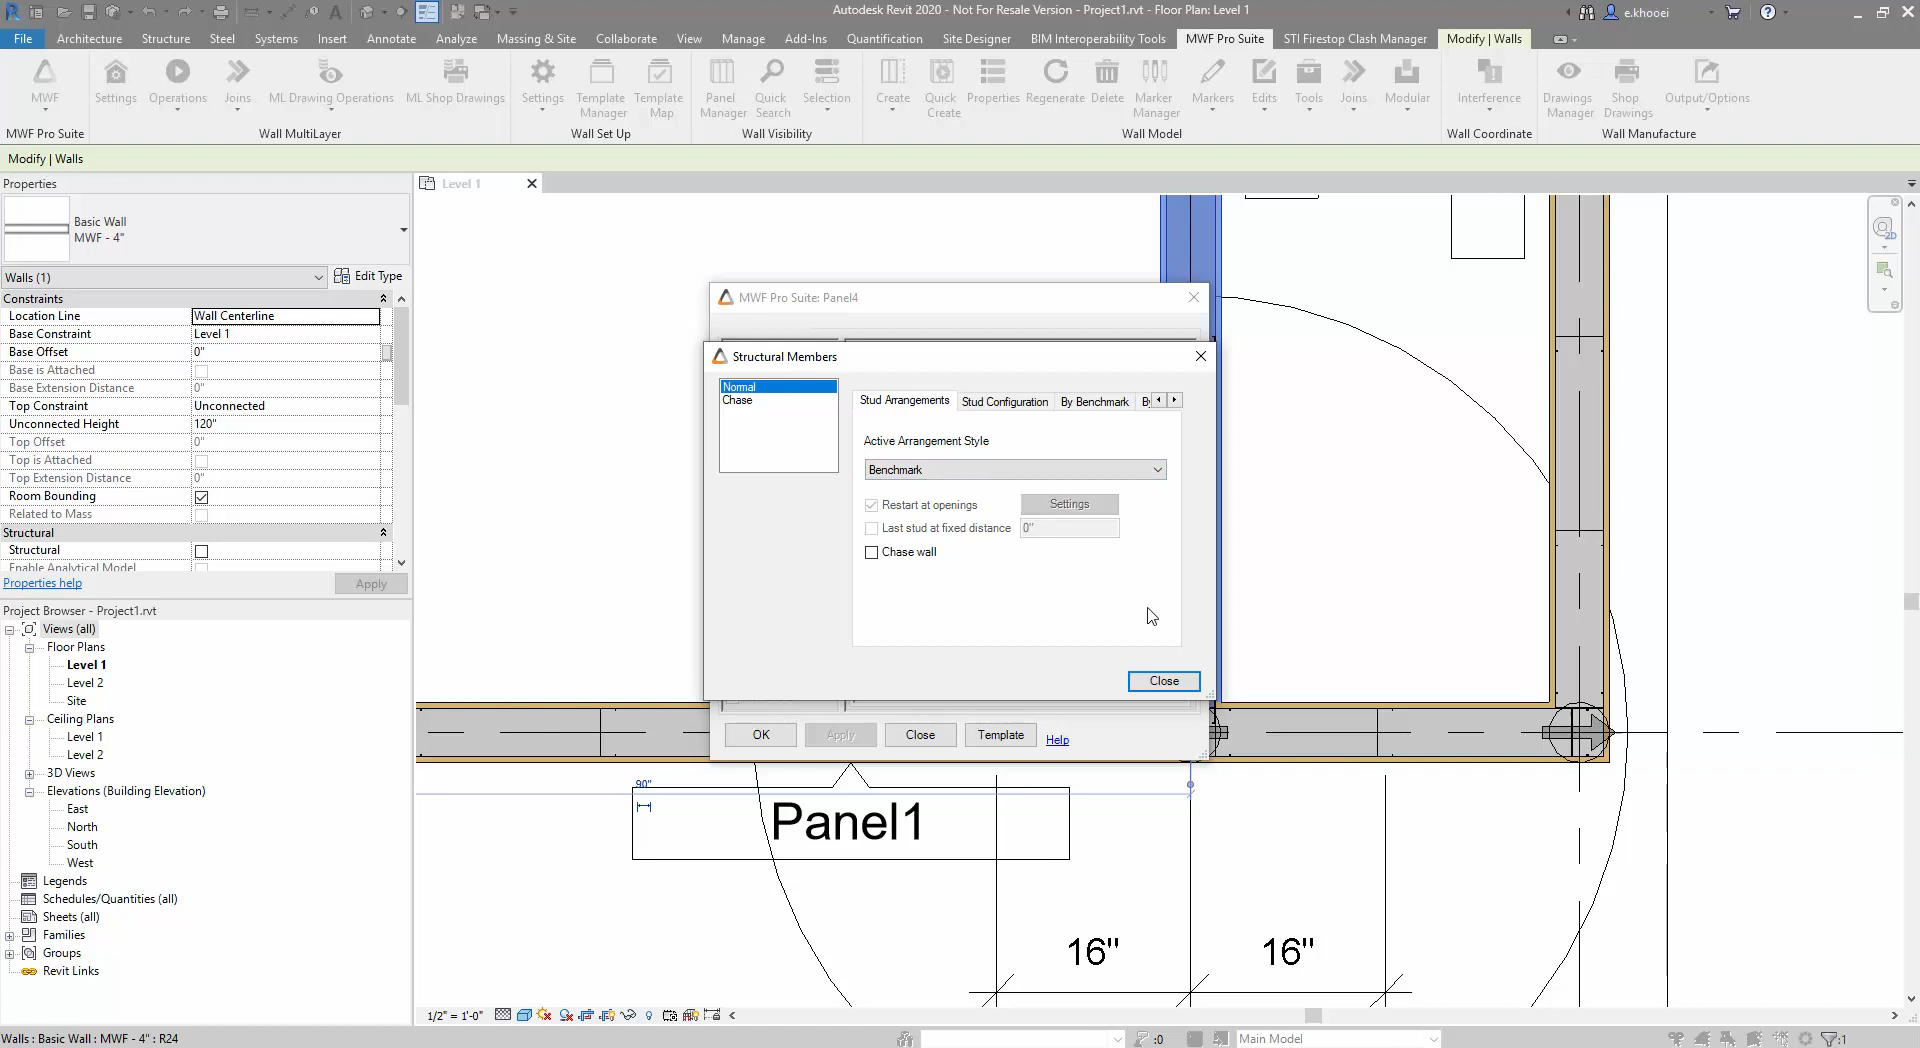 Autodesk Revit 2020 - Not For Resale Version - Project1.rvt - Floor Plan: Level 1
e.khooei
File Architecture Structure Steel Systems Insert Annotate Analyze Massing & Site Collaborate View Manage Add-Ins Quantification Site Designer BIM Interoperability Tools MWF Pro Suite STI Firestop Clash Manager Modify | Walls
MWF Settings Operations Joins ML Drawing Operations ML Shop Drawings Settings Template Manager Template Map Panel Manager Quick Search Selection Create Quick Create Properties Regenerate Delete Marker Manager Markers Edits Tools Joins Modular Interference Drawings Manager Shop Drawings Output/Options
MWF Pro Suite Wall MultiLayer Wall Set Up Wall Visibility Wall Model Wall Coordinate Wall Manufacture
Modify | Walls
Properties
Basic Wall
MWF - 4"
Walls (1) Edit Type
Constraints
Location Line Wall Centerline
Base Constraint Level 1
Base Offset 0"
Base is Attached
Base Extension Distance 0"
Top Constraint Unconnected
Unconnected Height 120"
Top Offset 0"
Top is Attached
Top Extension Distance 0"
Room Bounding
Related to Mass
Structural
Structural
Enable Analytical Model
Properties help Apply
Project Browser - Project1.rvt
Views (all)
Floor Plans
Level 1
Level 2
Site
Ceiling Plans
Level 1
Level 2
3D Views
Elevations (Building Elevation)
East
North
South
West
Legends
Schedules/Quantities (all)
Sheets (all)
Families
Groups
Revit Links
Level 1
2D
MWF Pro Suite: Panel4
Structural Members
Normal
Chase
Stud Arrangements Stud Configuration By Benchmark
Active Arrangement Style
Benchmark
Restart at openings Settings
Last stud at fixed distance 0"
Chase wall
Close
OK Apply Close Template Help
90"
Panel1
16" 16"
1/2" = 1'-0"
Walls : Basic Wall : MWF - 4" : R24
:0 Main Model :1